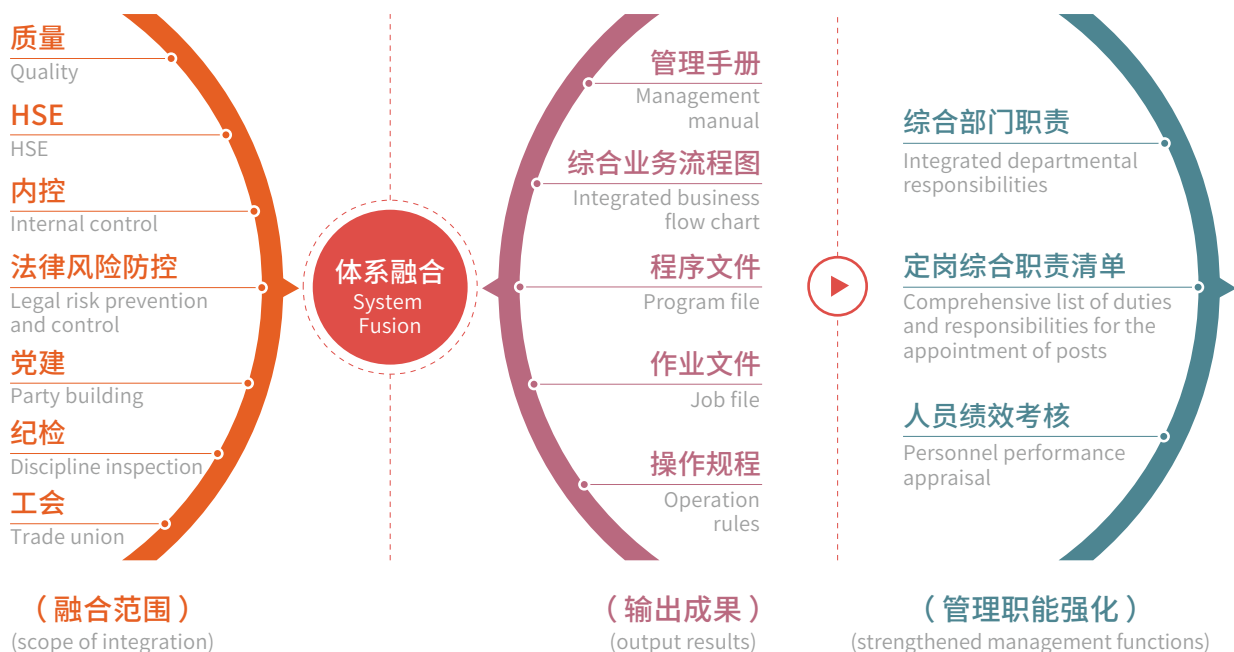 质量
Quality
HSE
HSE
内控
Internal control
法律风险防控
Legal risk prevention
and control
党建
Party building
纪检
Discipline inspection
工会
Trade union
（融合范围）
(scope of integration)
体系融合
System
Fusion
管理手册
Management
manual
综合业务流程图
Integrated business
flow chart
程序文件
Program file
作业文件
Job file
操作规程
Operation
rules
（输出成果）
(output results)
综合部门职责
Integrated departmental
responsibilities
定岗综合职责清单
Comprehensive list of duties
and responsibilities for the
appointment of posts
人员绩效考核
Personnel performance
appraisal
（管理职能强化）
(strengthened management functions)